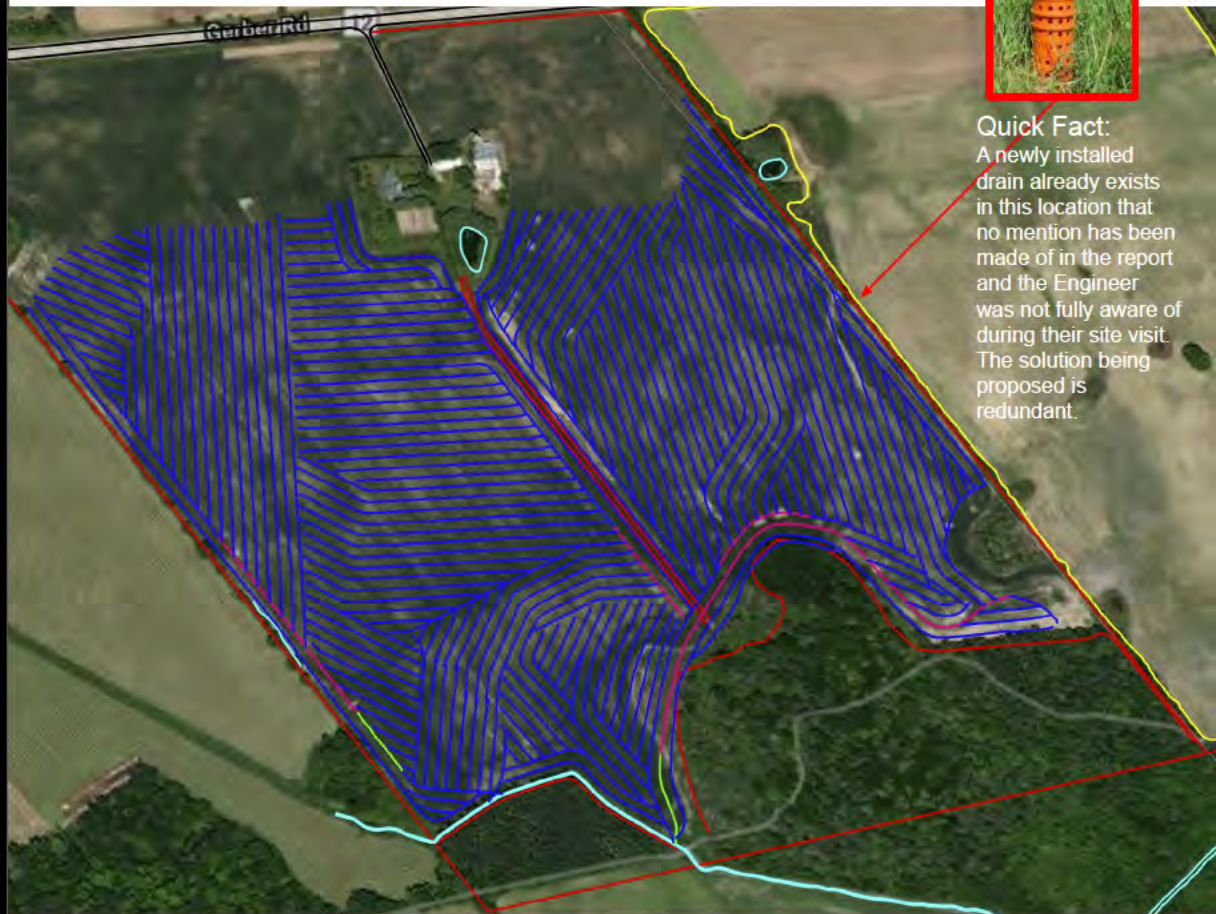 Gerber Rd
12
Quick Fact:
A newly installed
drain already exists
in this location that
no mention has been
made of in the report
and the Engineer
was not fully aware of
during their site visit.
The solution being
proposed is
redundant.